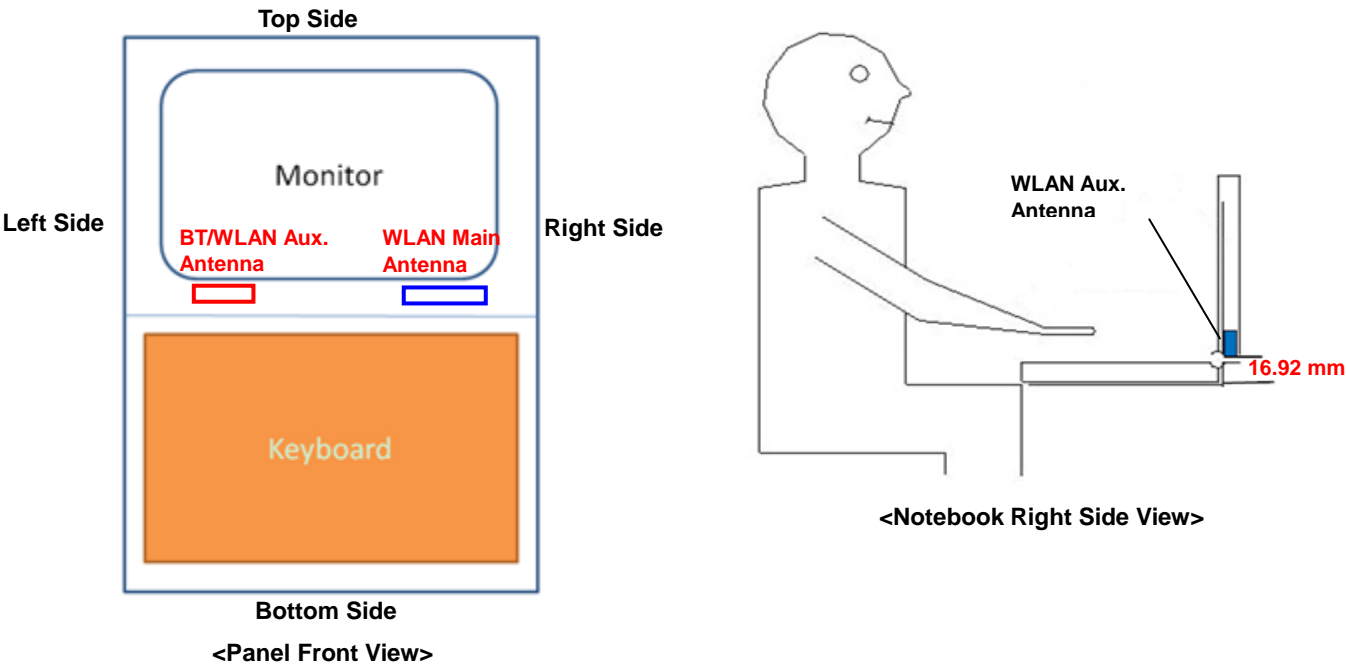 Top Side
Monitor
Left Side
Right Side
BT/WLAN Aux.
Antenna
WLAN Main
Antenna
Keyboard
Bottom Side
<Panel Front View>
WLAN Aux.
Antenna
16.92 mm
<Notebook Right Side View>